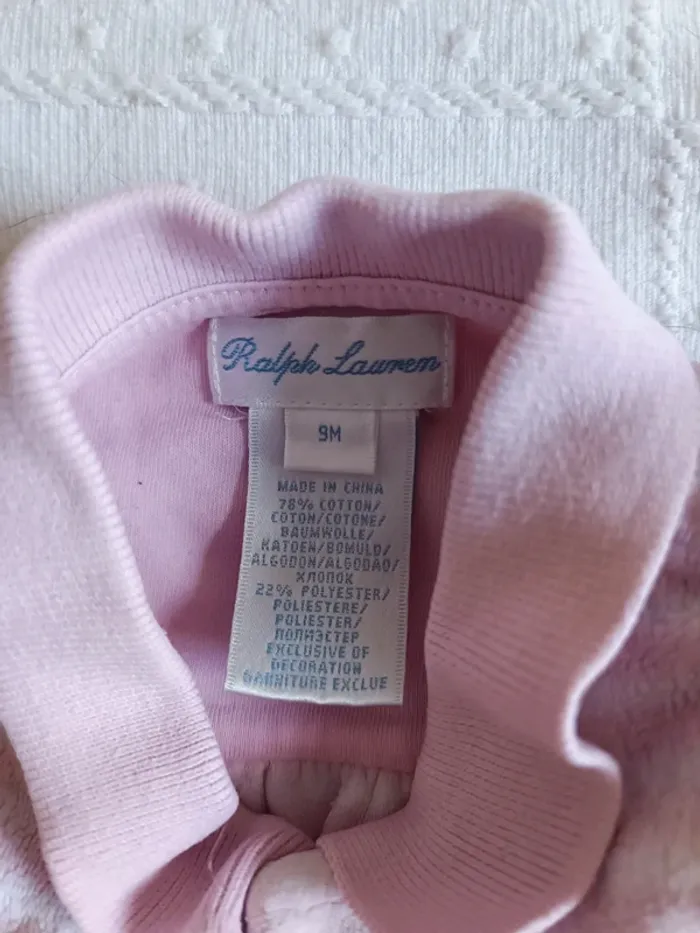 Ralph Lauren
9M
MADE IN CHINA
78% COTTON/
COTON/COTONE/
BAUMWOLLE/
KATOEN/BOMULD/
ALGODON/ALGODAO/
ХЛОПОК
22% POLYESTER/
POLIESTERE/
POLIESTER/
ПОЛИЭСТЕР
EXCLUSIVE OF
DECORATION
GARNITURE EXCLUE